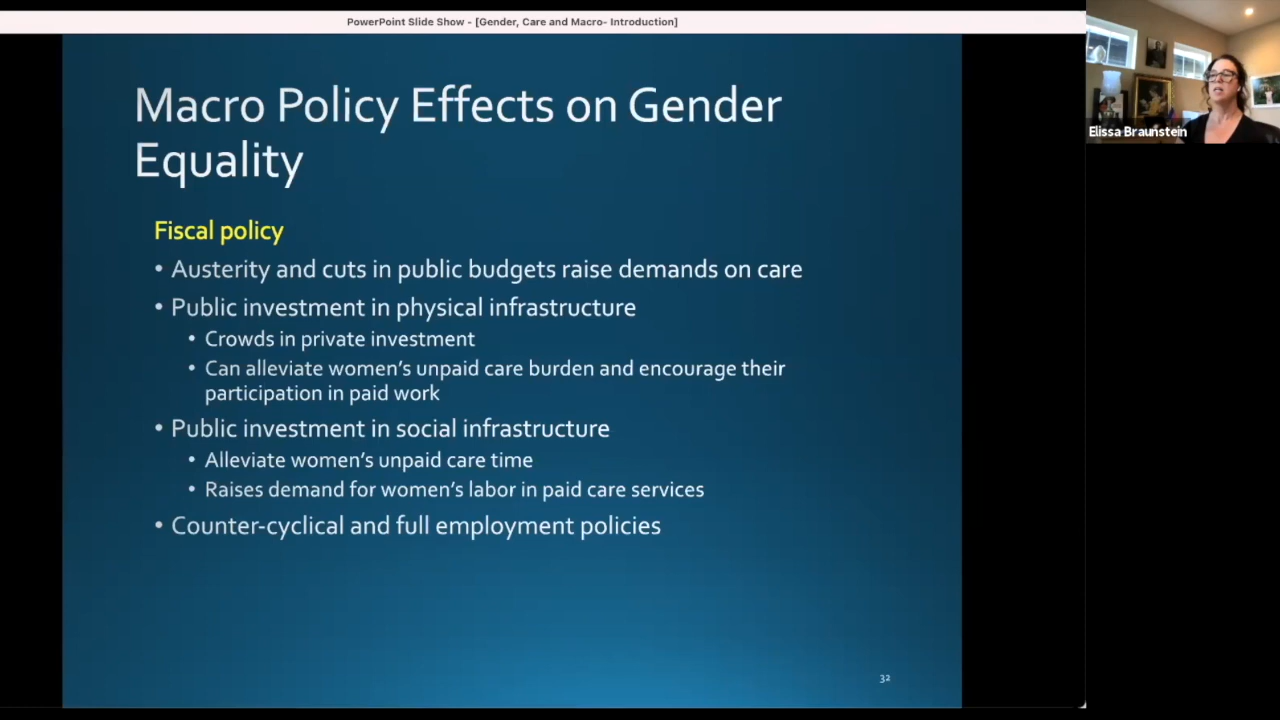 PowerPoint Slide Show - [Gender, Care and Macro- Introduction]
Macro Policy Effects on Gender
Equality
Fiscal policy
• Austerity and cuts in public budgets raise demands on care
• Public investment in physical infrastructure
• Crowds in private investment
• Can alleviate women's unpaid care burden and encourage their
participation in paid work
• Public investment in social infrastructure
• Alleviate women's unpaid care time
• Raises demand for women's labor in paid care services
• Counter-cyclical and full employment policies
32
Elissa Braunstein